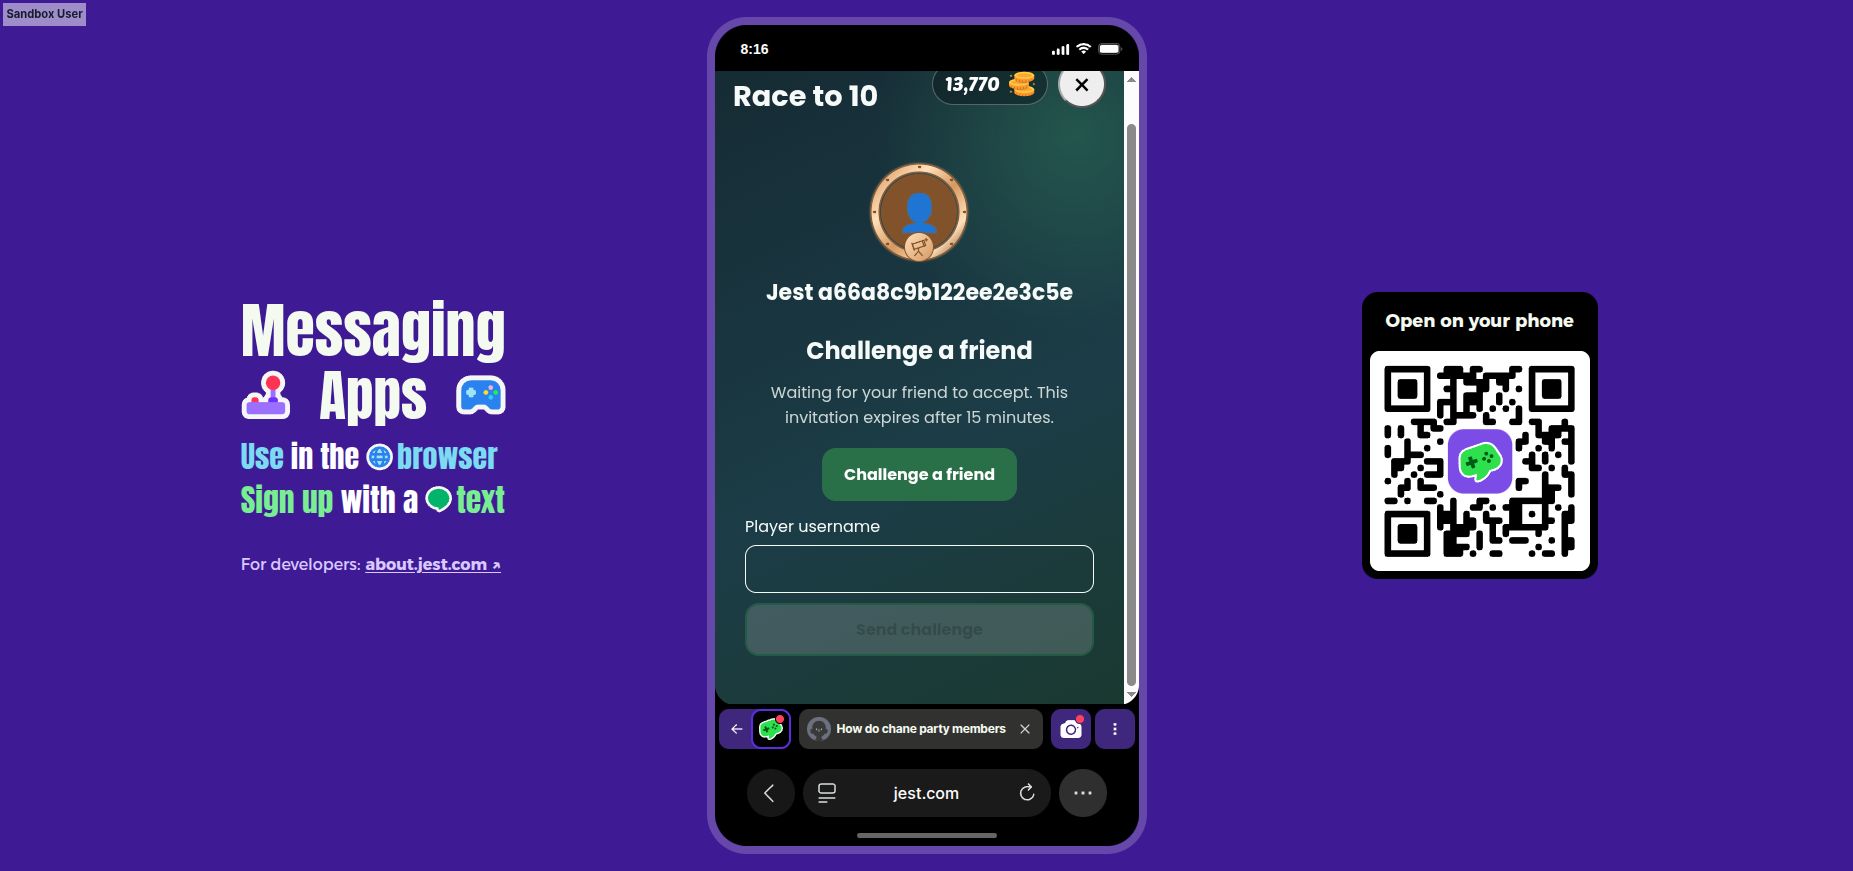 Sandbox User
Messaging
Apps
Use in the browser
Sign up with a text
For developers: about.jest.com ↗
8:16
Race to 10
13,770
×
Jest a66a8c9b122ee2e3c5e
Challenge a friend
Waiting for your friend to accept. This
invitation expires after 15 minutes.
Challenge a friend
Player username
Send challenge
How do chane party members
jest.com
Open on your phone